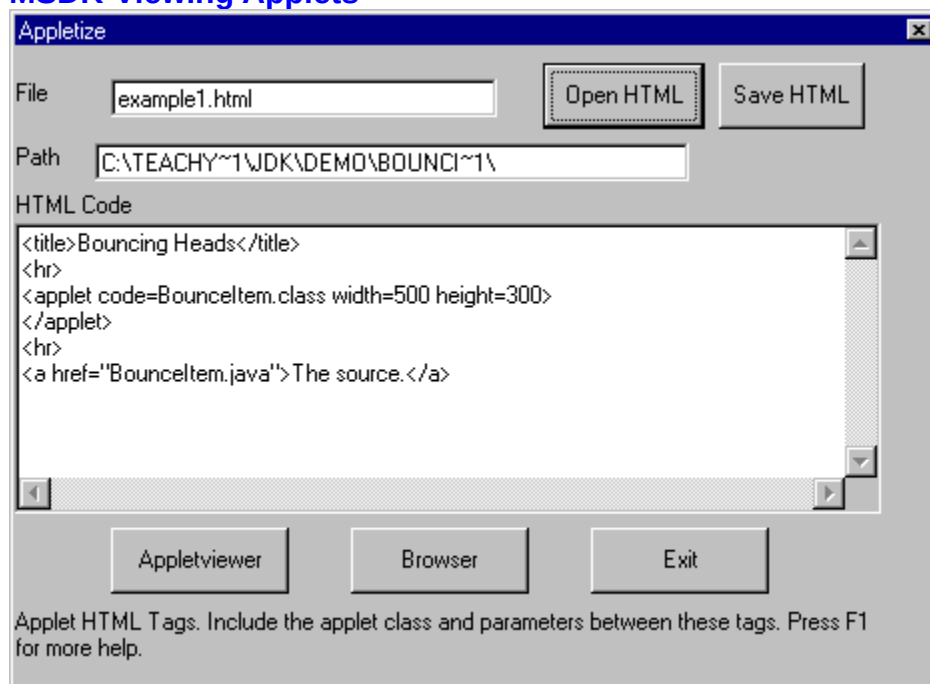 MSDK Viewing Applets
Appletize
File
example1.html
Open HTML
Save HTML
Path
C:\TEACHY~1\JDK\DEMO\BOUNCI~1\
HTML Code
<title>Bouncing Heads</title>
<hr>
<applet code=BounceItem.class width=500 height=300>
</applet>
<hr>
<a href="BounceItem.java">The source.</a>
Appletviewer
Browser
Exit
Applet HTML Tags. Include the applet class and parameters between these tags. Press F1
for more help.